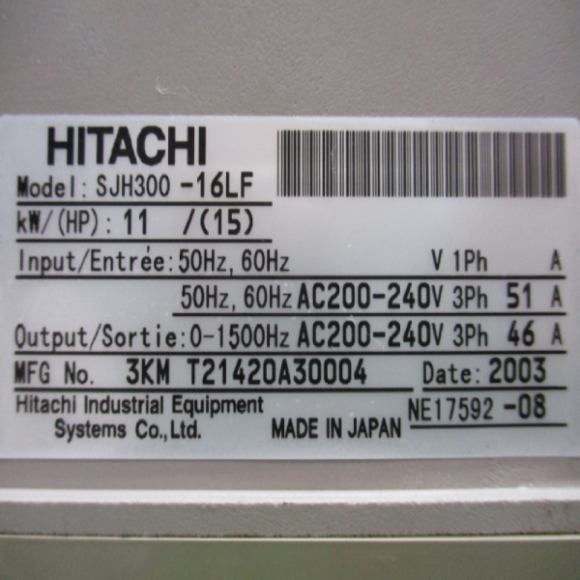 HITACHI
Model: SJH300 -16LF
kW/(HP): 11 /(15)
Input/Entrée: 50Hz, 60Hz V 1Ph A
50Hz, 60Hz AC200-240V 3Ph 51 A
Output/Sortie: 0-1500Hz AC200-240V 3Ph 46 A
MFG No. 3KM T21420A30004 Date: 2003
Hitachi Industrial Equipment
Systems Co., Ltd. MADE IN JAPAN NE17592 -08